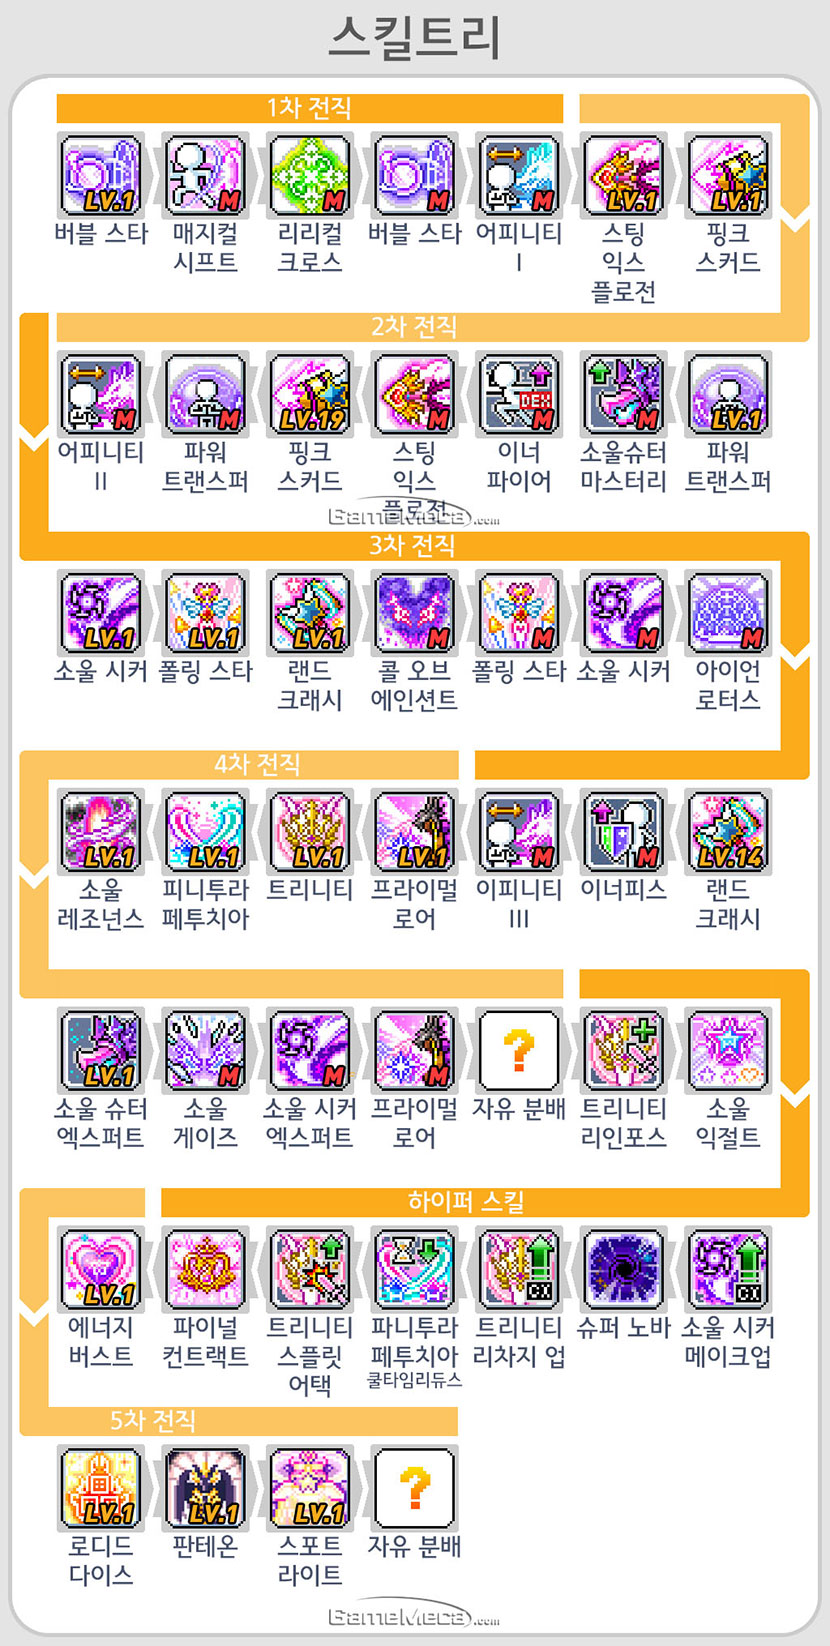 스킬트리
1차 전직
LV.1 M M M M LV.1 LV.1
버블 스타 매지컬 리리컬 버블 스타 어피니티 스팅 핑크
시프트 크로스 I 익스 스커드
플로전
2차 전직
M M LV.19 M DEX M M LV.1
어피니티 파워 핑크 스팅 이너 소울슈터 파워
II 트랜스퍼 스커드 익스 파이어 마스터리 트랜스퍼
플로전
GameMeca.com
3차 전직
LV.1 LV.1 LV.1 M M M M
소울 시커 폴링 스타 랜드 콜 오브 폴링 스타 소울 시커 아이언
크래시 에인션트 로터스
4차 전직
LV.1 LV.1 LV.1 LV.1 M M LV.14
소울 피니투라 트리니티 프라이멀 이피니티 이너피스 랜드
레조넌스 페투치아 로어 III 크래시
LV.1 M M M ?
소울 슈터 소울 소울 시커 프라이멀 자유 분배 트리니티 소울
엑스퍼트 게이즈 엑스퍼트 로어 리인포스 익절트
하이퍼 스킬
LV.1 CX CX
에너지 파이널 트리니티 파니투라 트리니티 슈퍼 노바 소울 시커
버스트 컨트랙트 스플릿 페투치아 리차지 업 메이크업
어택 쿨타임리듀스
5차 전직
LV.1 LV.1 LV.1 ?
로디드 판테온 스포트 자유 분배
다이스 라이트
GameMeca.com